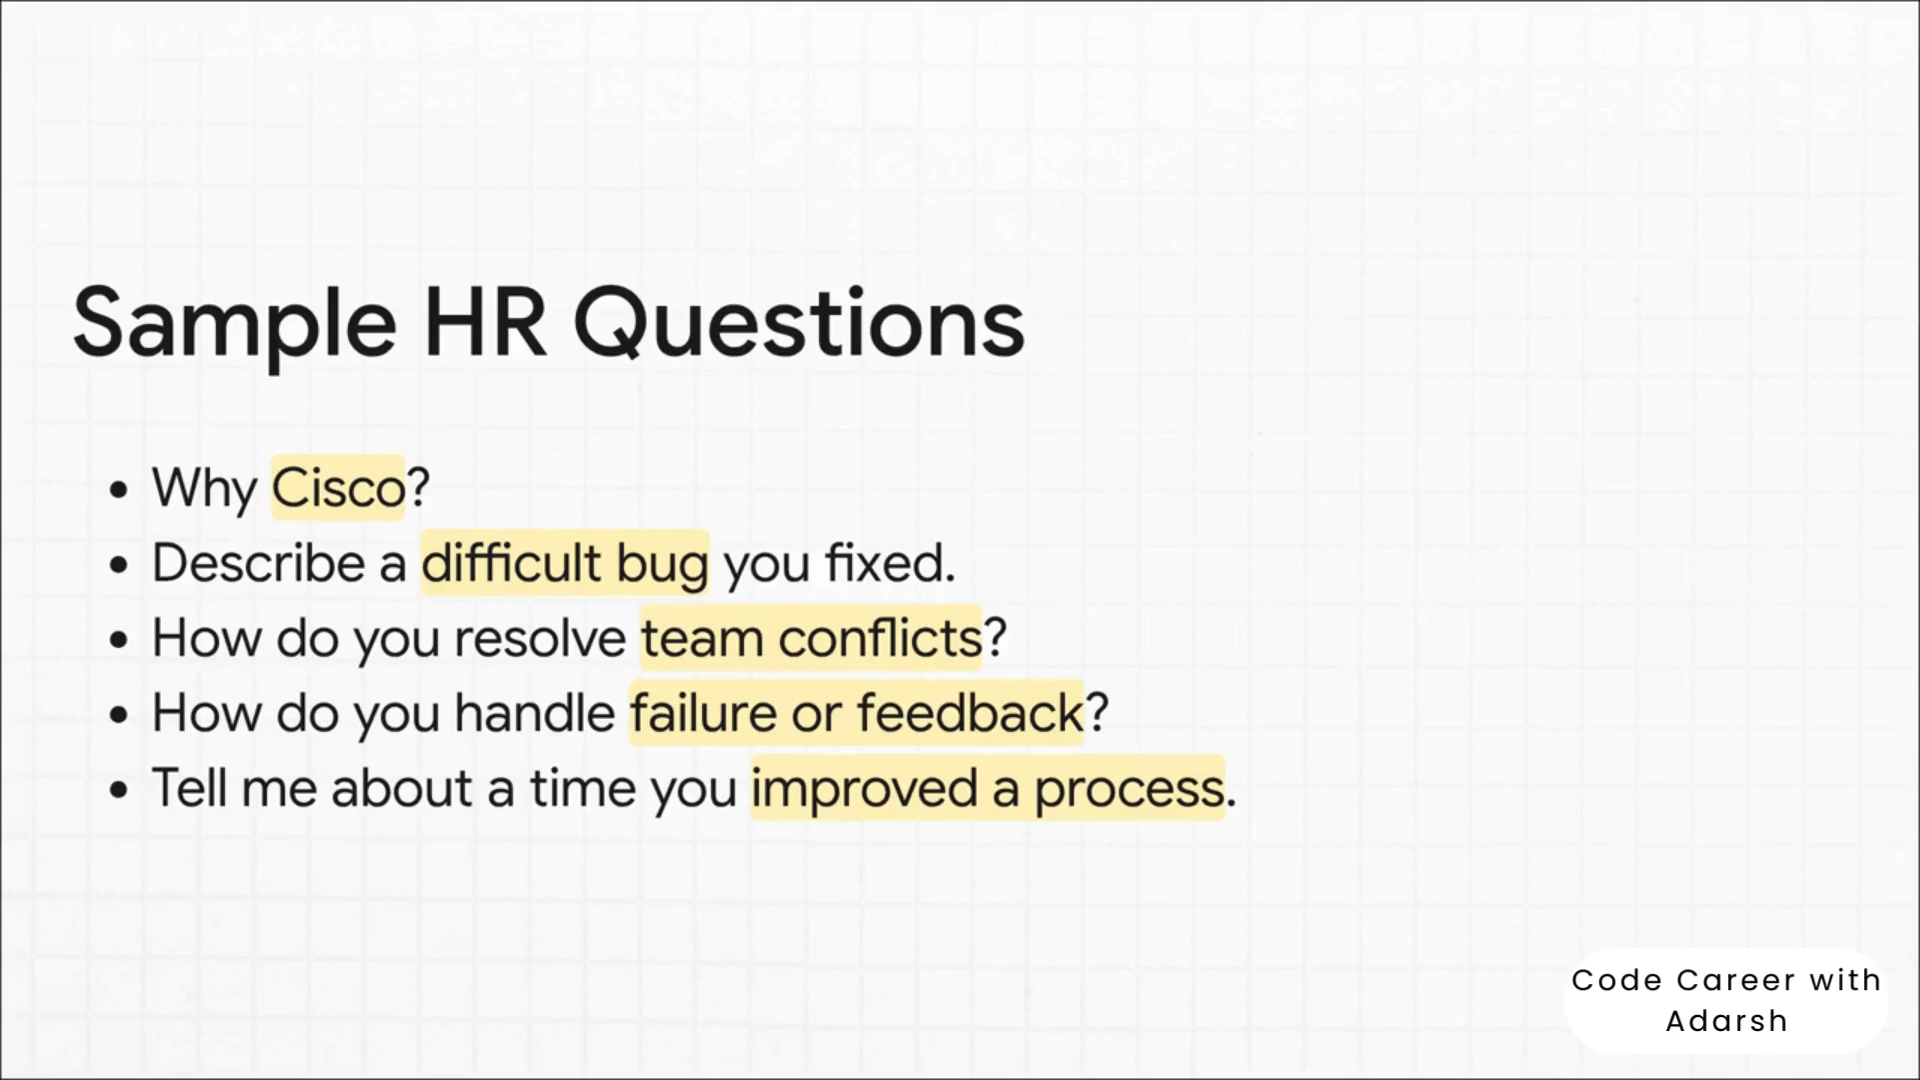 Sample HR Questions
• Why Cisco?
• Describe a difficult bug you fixed.
• How do you resolve team conflicts?
• How do you handle failure or feedback?
• Tell me about a time you improved a process.
Code Career with
Adarsh